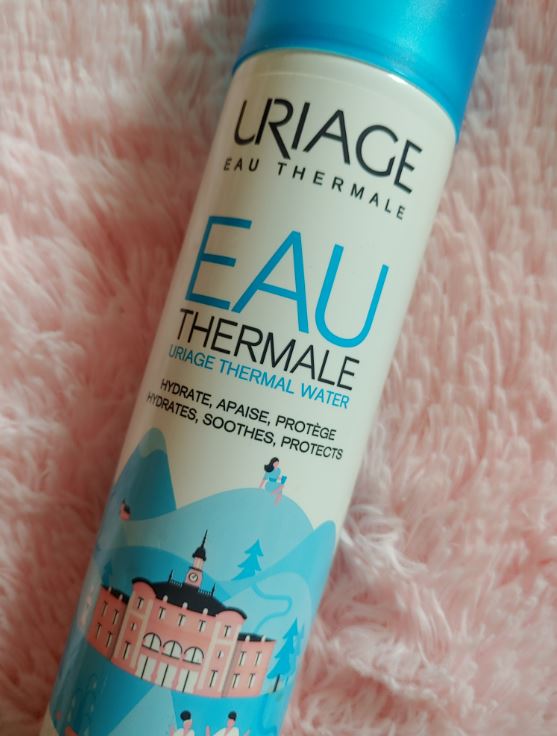 URIAGE
EAU THERMALE
EAU
THERMALE
URIAGE THERMAL WATER
HYDRATE, APAISE, PROTÈGE
HYDRATES, SOOTHES, PROTECTS